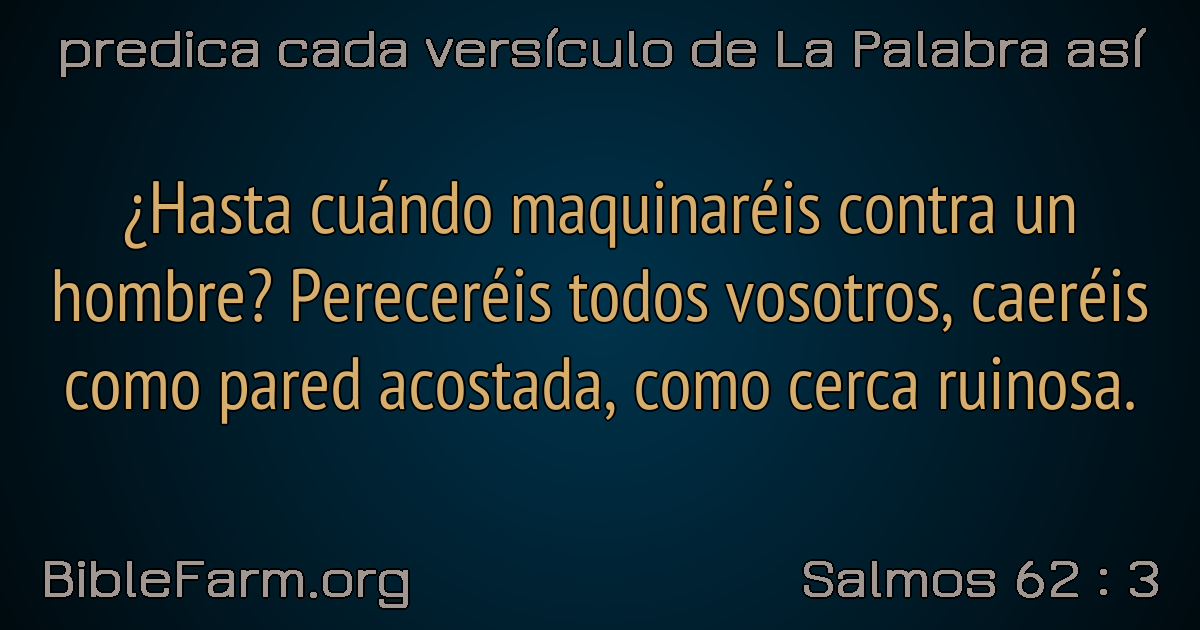 predica cada versículo de La Palabra así
¿Hasta cuándo maquinaréis contra un
hombre? Pereceréis todos vosotros, caeréis
como pared acostada, como cerca ruinosa.
BibleFarm.org
Salmos 62 : 3